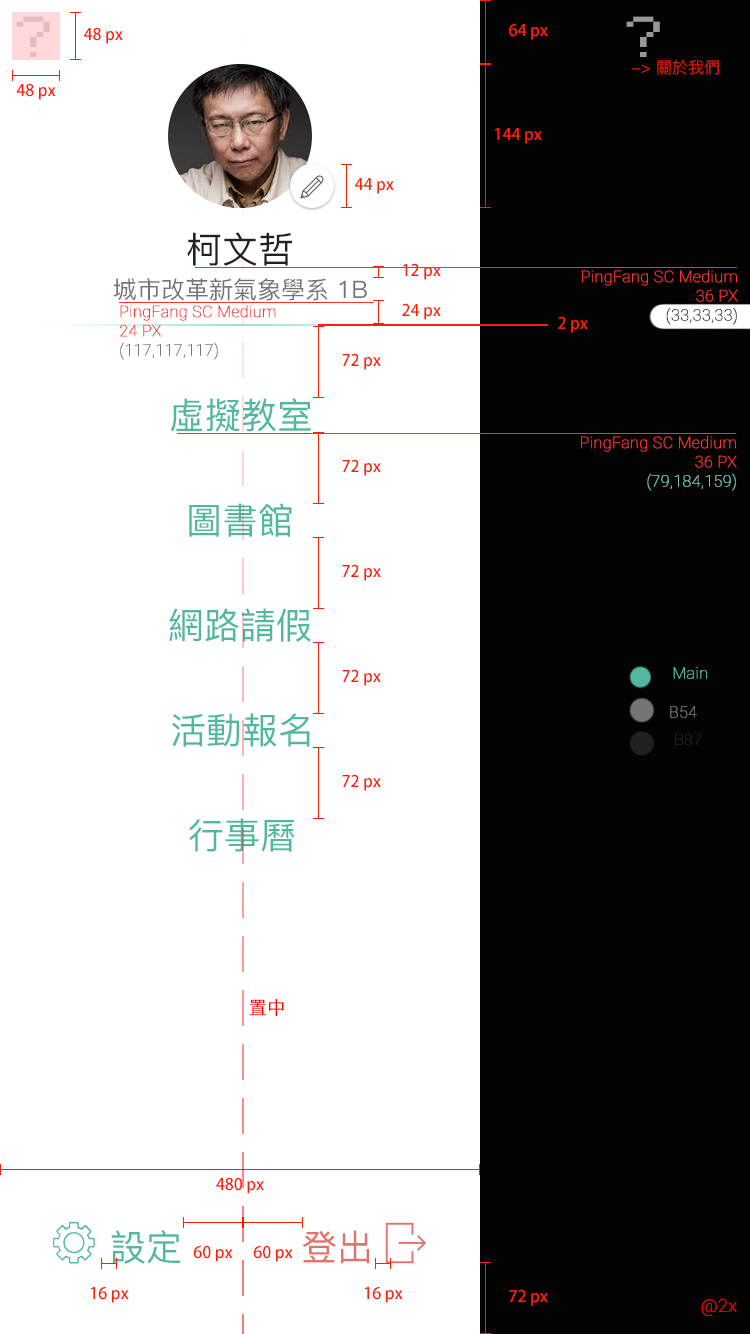 ?
48 px
48 px
64 px
?
–> 關於我們
144 px
44 px
柯文哲
12 px
PingFang SC Medium
36 PX
(33,33,33)
城市改革新氣象學系 1B
PingFang SC Medium
24 PX
(117,117,117)
24 px
2 px
72 px
虛擬教室
PingFang SC Medium
36 PX
(79,184,159)
72 px
圖書館
72 px
網路請假
72 px
Main
B54
B87
活動報名
72 px
行事曆
置中
480 px
設定
60 px
60 px
登出
16 px
16 px
72 px
@2x